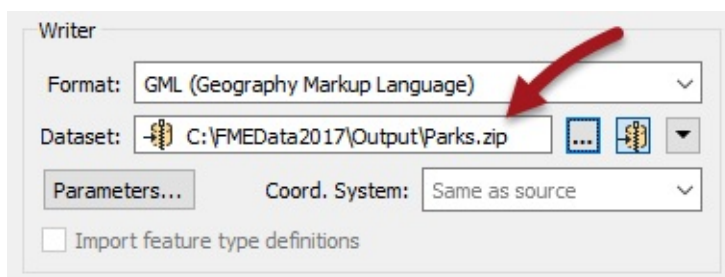 Writer
Format: GML (Geography Markup Language)
Dataset: C:\FMEData2017\Output\Parks.zip ...
Parameters... Coord. System: Same as source
Import feature type definitions